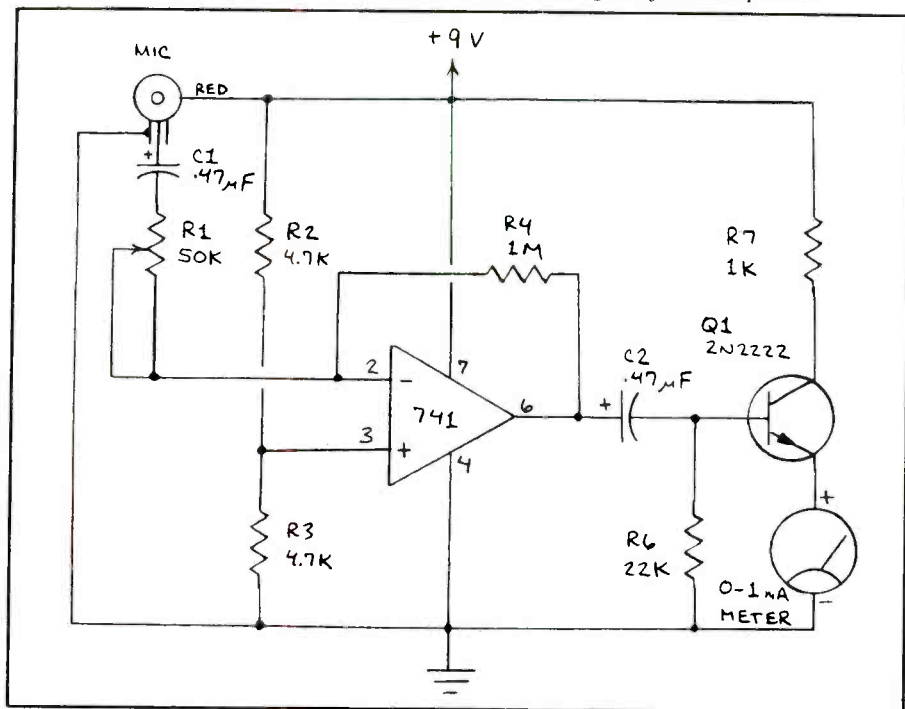 +9V
MIC
RED
+
C1
.47µF
R1
50K
R2
4.7K
R4
1M
R7
1K
Q1
2N2222
2
-
7
741
6
3
+
4
C2
.47µF
+
R3
4.7K
R6
22K
+
0-1mA
METER
-